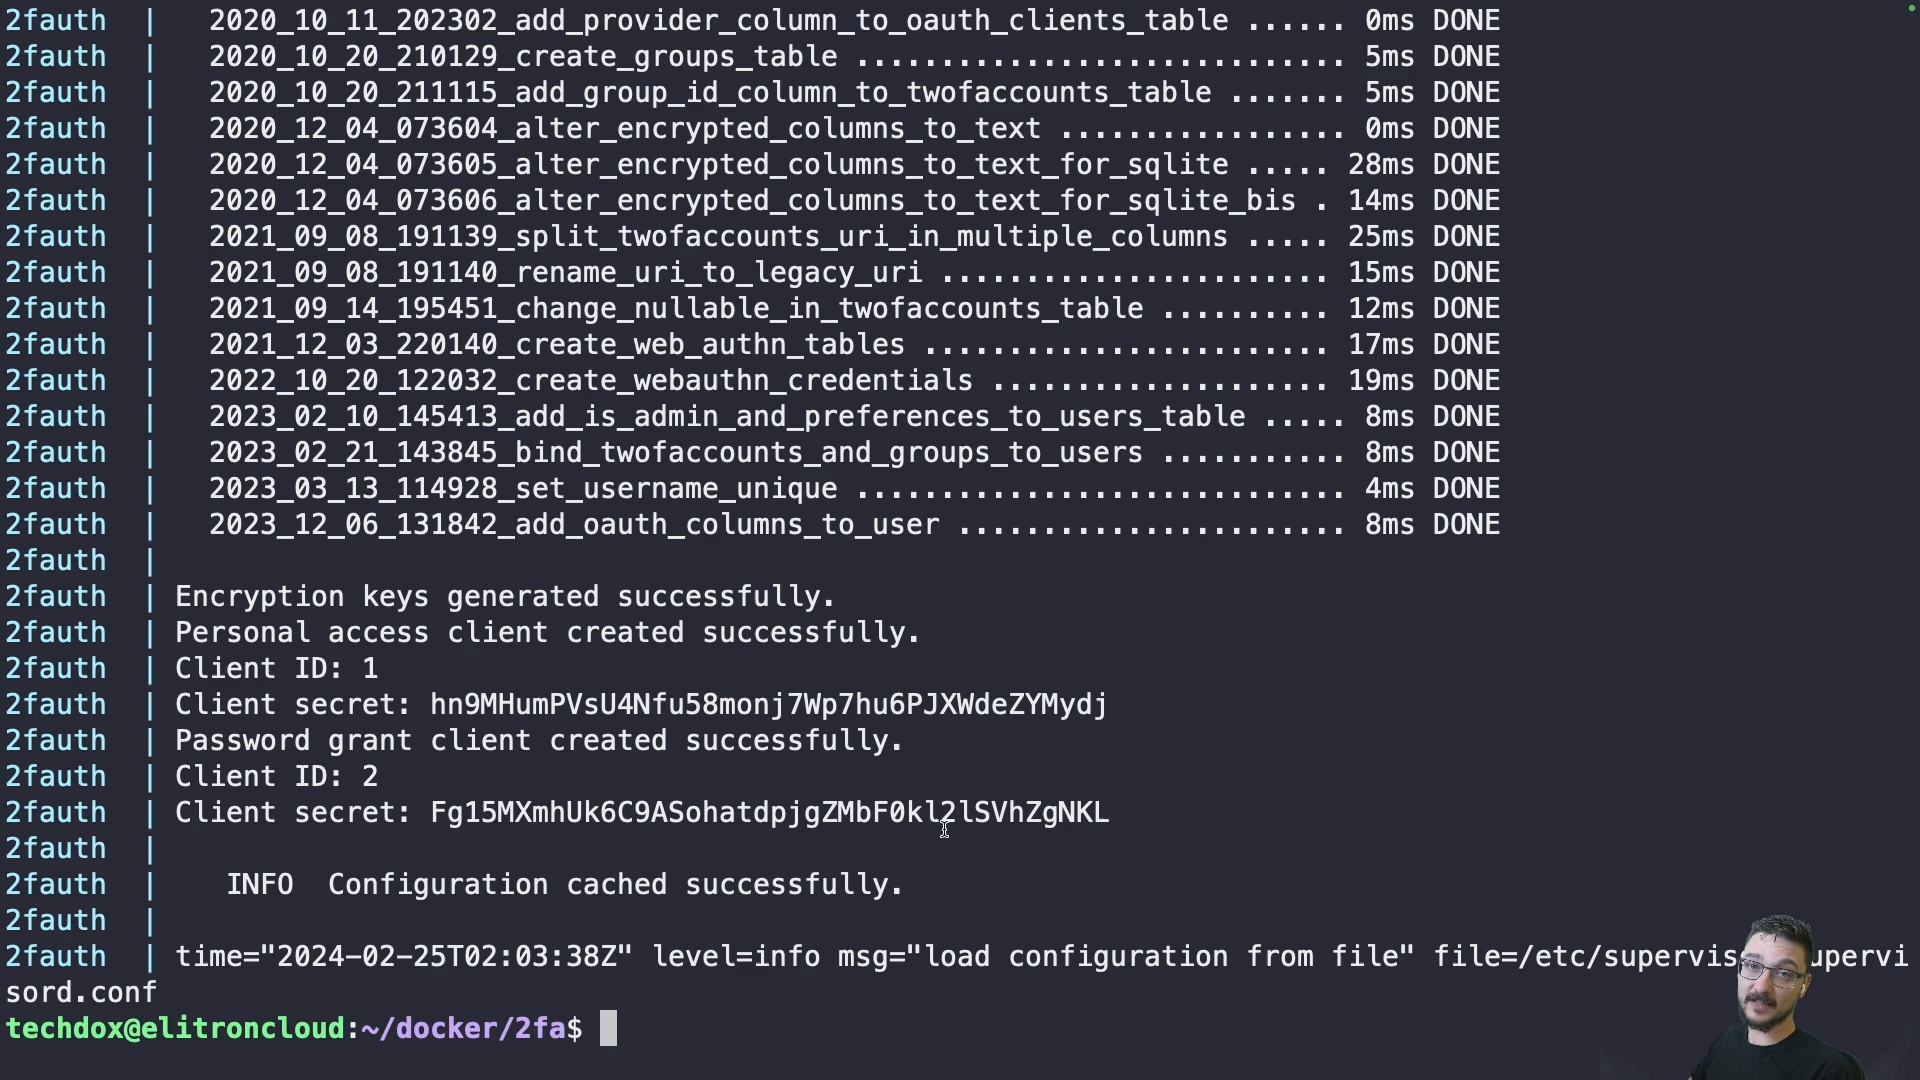 2fauth | 2020_10_11_202302_add_provider_column_to_oauth_clients_table ...... 0ms DONE
2fauth | 2020_10_20_210129_create_groups_table ............................. 5ms DONE
2fauth | 2020_10_20_211115_add_group_id_column_to_twofaccounts_table ....... 5ms DONE
2fauth | 2020_12_04_073604_alter_encrypted_columns_to_text ................. 0ms DONE
2fauth | 2020_12_04_073605_alter_encrypted_columns_to_text_for_sqlite ..... 28ms DONE
2fauth | 2020_12_04_073606_alter_encrypted_columns_to_text_for_sqlite_bis . 14ms DONE
2fauth | 2021_09_08_191139_split_twofaccounts_uri_in_multiple_columns ..... 25ms DONE
2fauth | 2021_09_08_191140_rename_uri_to_legacy_uri ....................... 15ms DONE
2fauth | 2021_09_14_195451_change_nullable_in_twofaccounts_table .......... 12ms DONE
2fauth | 2021_12_03_220140_create_web_authn_tables ........................ 17ms DONE
2fauth | 2022_10_20_122032_create_webauthn_credentials .................... 19ms DONE
2fauth | 2023_02_10_145413_add_is_admin_and_preferences_to_users_table ..... 8ms DONE
2fauth | 2023_02_21_143845_bind_twofaccounts_and_groups_to_users ........... 8ms DONE
2fauth | 2023_03_13_114928_set_username_unique ............................. 4ms DONE
2fauth | 2023_12_06_131842_add_oauth_columns_to_user ....................... 8ms DONE
2fauth |
2fauth | Encryption keys generated successfully.
2fauth | Personal access client created successfully.
2fauth | Client ID: 1
2fauth | Client secret: hn9MHumPVsU4Nfu58monj7Wp7hu6PJXWdeZYMydj
2fauth | Password grant client created successfully.
2fauth | Client ID: 2
2fauth | Client secret: Fg15MXmhUk6C9ASohatdpjgZMbF0kl2lSVhZgNKL
2fauth |
2fauth | INFO Configuration cached successfully.
2fauth |
2fauth | time="2024-02-25T02:03:38Z" level=info msg="load configuration from file" file=/etc/supervis upervi
sord.conf
techdox@elitroncloud:~/docker/2fa$